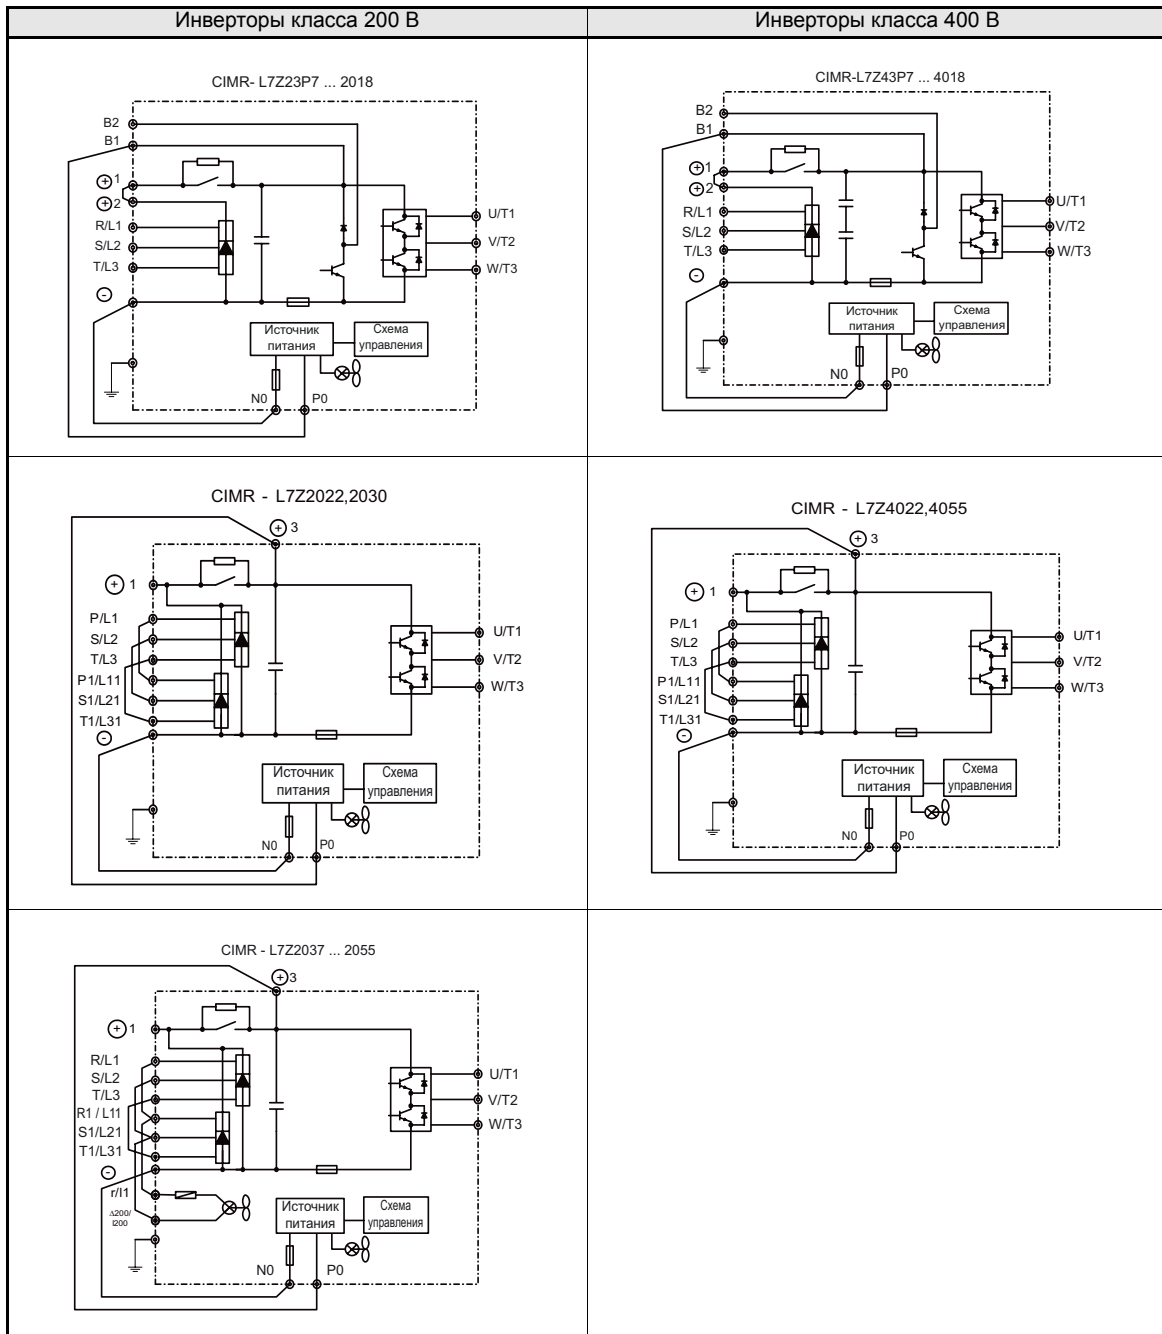 Инверторы класса 200 В
Инверторы класса 400 В
CIMR- L7Z23P7 ... 2018
B2
B1
+ 1
+ 2
R/L1
S/L2
T/L3
-
U/T1
V/T2
W/T3
Источник
питания
Схема
управления
N0
P0
CIMR-L7Z43P7 ... 4018
B2
B1
+ 1
+ 2
R/L1
S/L2
T/L3
-
U/T1
V/T2
W/T3
Источник
питания
Схема
управления
N0
P0
CIMR - L7Z2022,2030
+ 3
+ 1
P/L1
S/L2
T/L3
P1/L11
S1/L21
T1/L31
-
U/T1
V/T2
W/T3
Источник
питания
Схема
управления
N0
P0
CIMR - L7Z4022,4055
+ 3
+ 1
P/L1
S/L2
T/L3
P1/L11
S1/L21
T1/L31
-
U/T1
V/T2
W/T3
Источник
питания
Схема
управления
N0
P0
CIMR - L7Z2037 ... 2055
+ 3
+ 1
R/L1
S/L2
T/L3
R1 / L11
S1/L21
T1/L31
-
r/l1
Δ200/
l200
U/T1
V/T2
W/T3
Источник
питания
Схема
управления
N0
P0